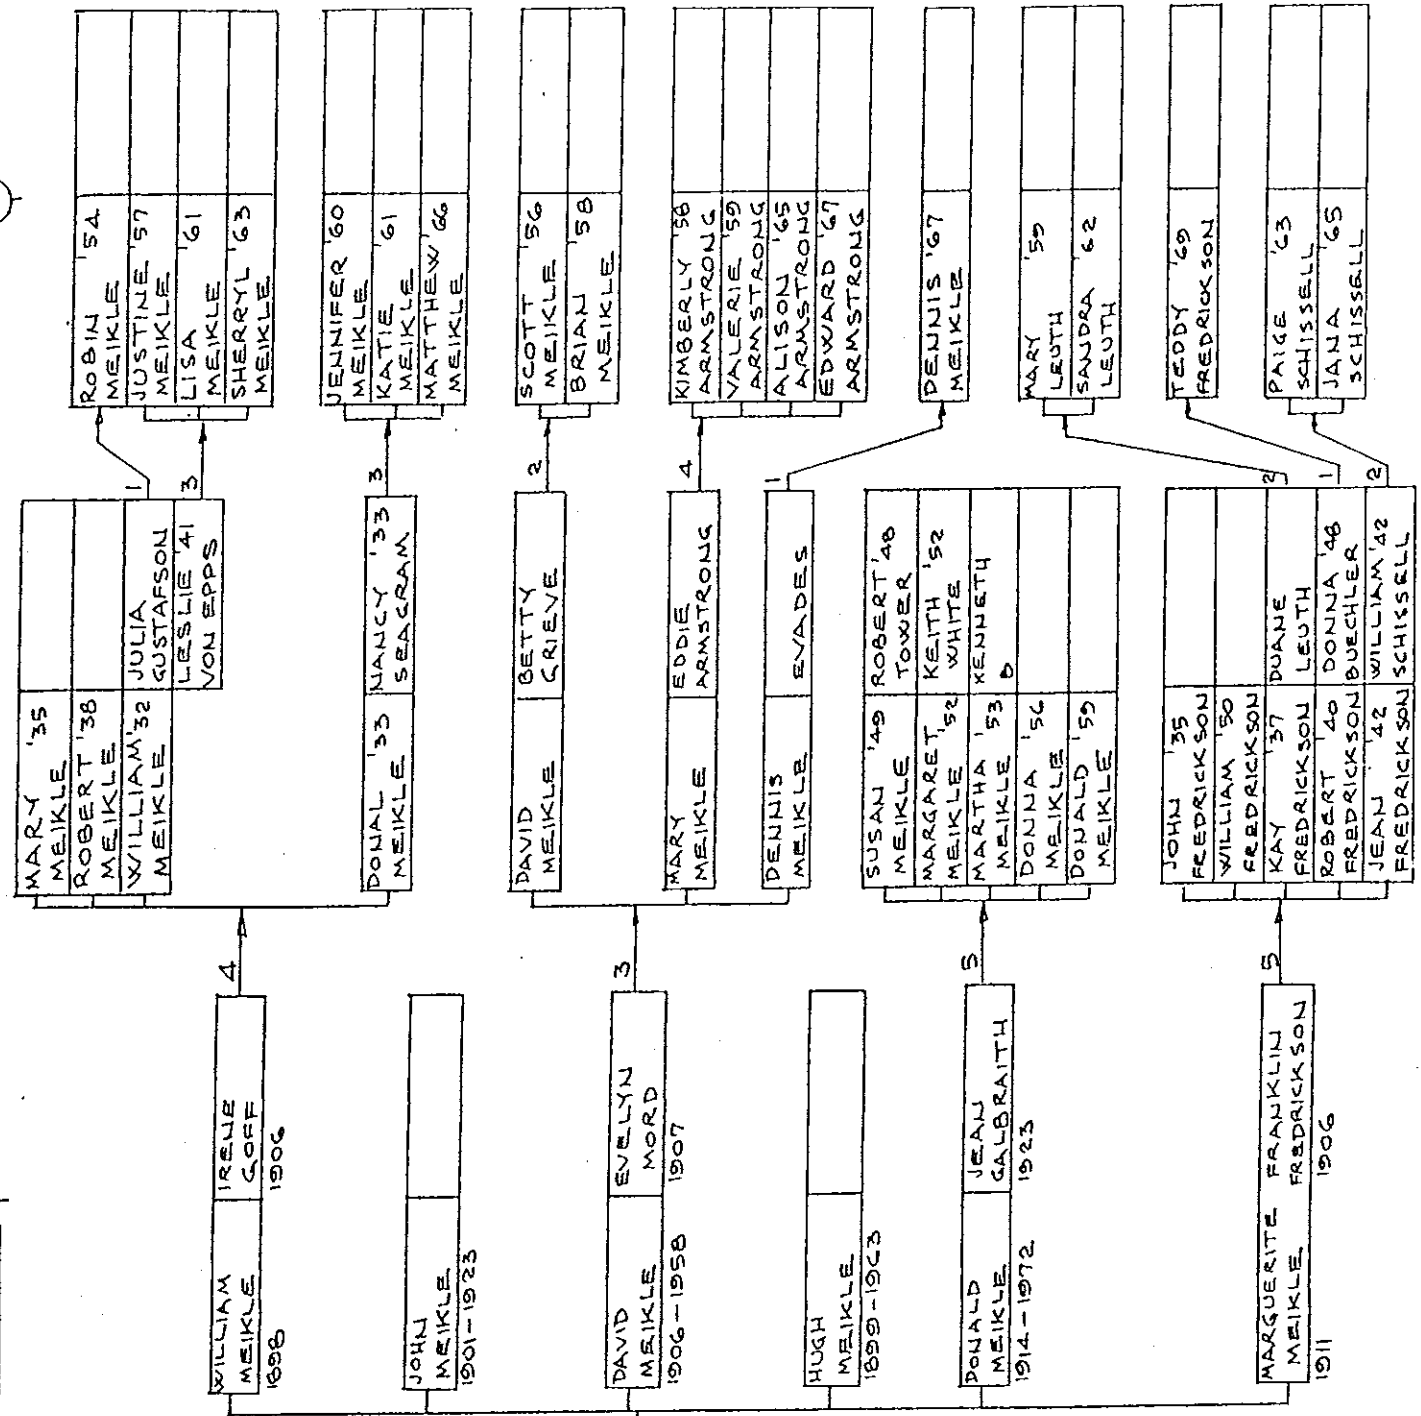 WILLIAM
MEIKLE
1898
IRENE
GOFF
1906
4
JOHN
MEIKLE
1901-1923
DAVID
MEIKLE
1906-1958
EVELYN
MORD
1907
3
HUGH
MEIKLE
1899-1963
DONALD
MEIKLE
1914-1972
JEAN
GALBRAITH
1923
5
MARGUERITE
MEIKLE
1911
FRANKLIN
FREDRICKSON
1906
5
MARY '35
MEIKLE
ROBERT '38
MEIKLE
WILLIAM '32
MEIKLE
JULIA
GUSTAFSON
1
LESLIE '41
VON EPPS
3
DONAL '33
MEIKLE
NANCY '33
SEAGRAM
3
DAVID
MEIKLE
BETTY
GRIEVE
2
MARY
MEIKLE
EDDIE
ARMSTRONG
4
DENNIS
MEIKLE
EVADES
1
SUSAN '49
MEIKLE
ROBERT '48
TOWER
MARGARET
MEIKLE '52
KEITH '52
WHITE
MARTHA '53
MEIKLE
KENNETH
B
DONNA '56
MEIKLE
DONALD '59
MEIKLE
JOHN '35
FREDRICKSON
WILLIAM '50
FREDRICKSON
KAY '37
FREDRICKSON
DUANE
LEUTH
2
ROBERT '40
FREDRICKSON
DONNA '48
BUECHLER
1
JEAN '42
FREDRICKSON
WILLIAM '42
SCHISSELL
2
ROBIN '54
MEIKLE
JUSTINE '57
MEIKLE
LISA '61
MEIKLE
SHERRYL '63
MEIKLE
JENNIFER '60
MEIKLE
KATIE '61
MEIKLE
MATTHEW '66
MEIKLE
SCOTT '56
MEIKLE
BRIAN '58
MEIKLE
KIMBERLY '58
ARMSTRONG
VALERIE '59
ARMSTRONG
ALISON '65
ARMSTRONG
EDWARD '67
ARMSTRONG
DENNIS '67
MEIKLE
MARY '59
LEUTH
SANDRA '62
LEUTH
TEDDY '69
FREDRICKSON
PAIGE '63
SCHISSELL
JANA '65
SCHISSELL